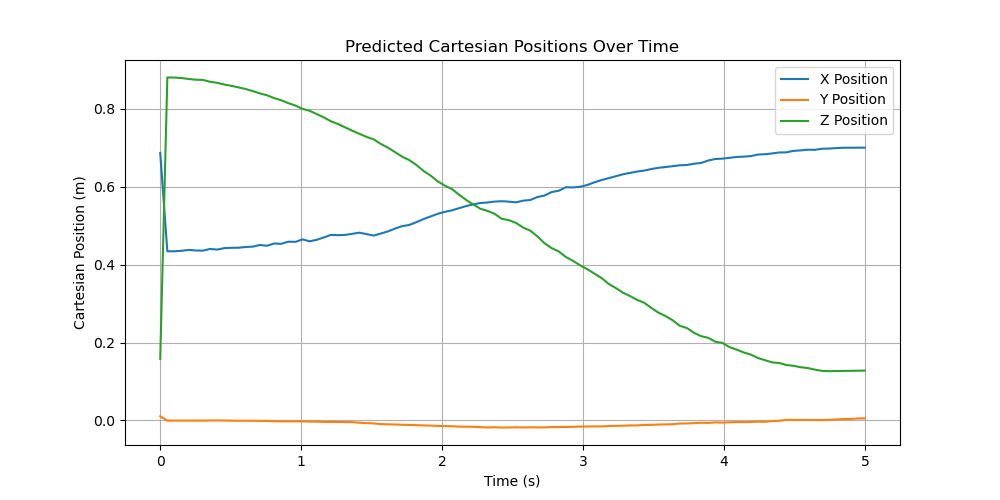 Predicted Cartesian Positions Over Time
X Position
Y Position
Z Position
Cartesian Position (m)
0.8
0.6
0.4
0.2
0.0
0 1 2 3 4 5
Time (s)